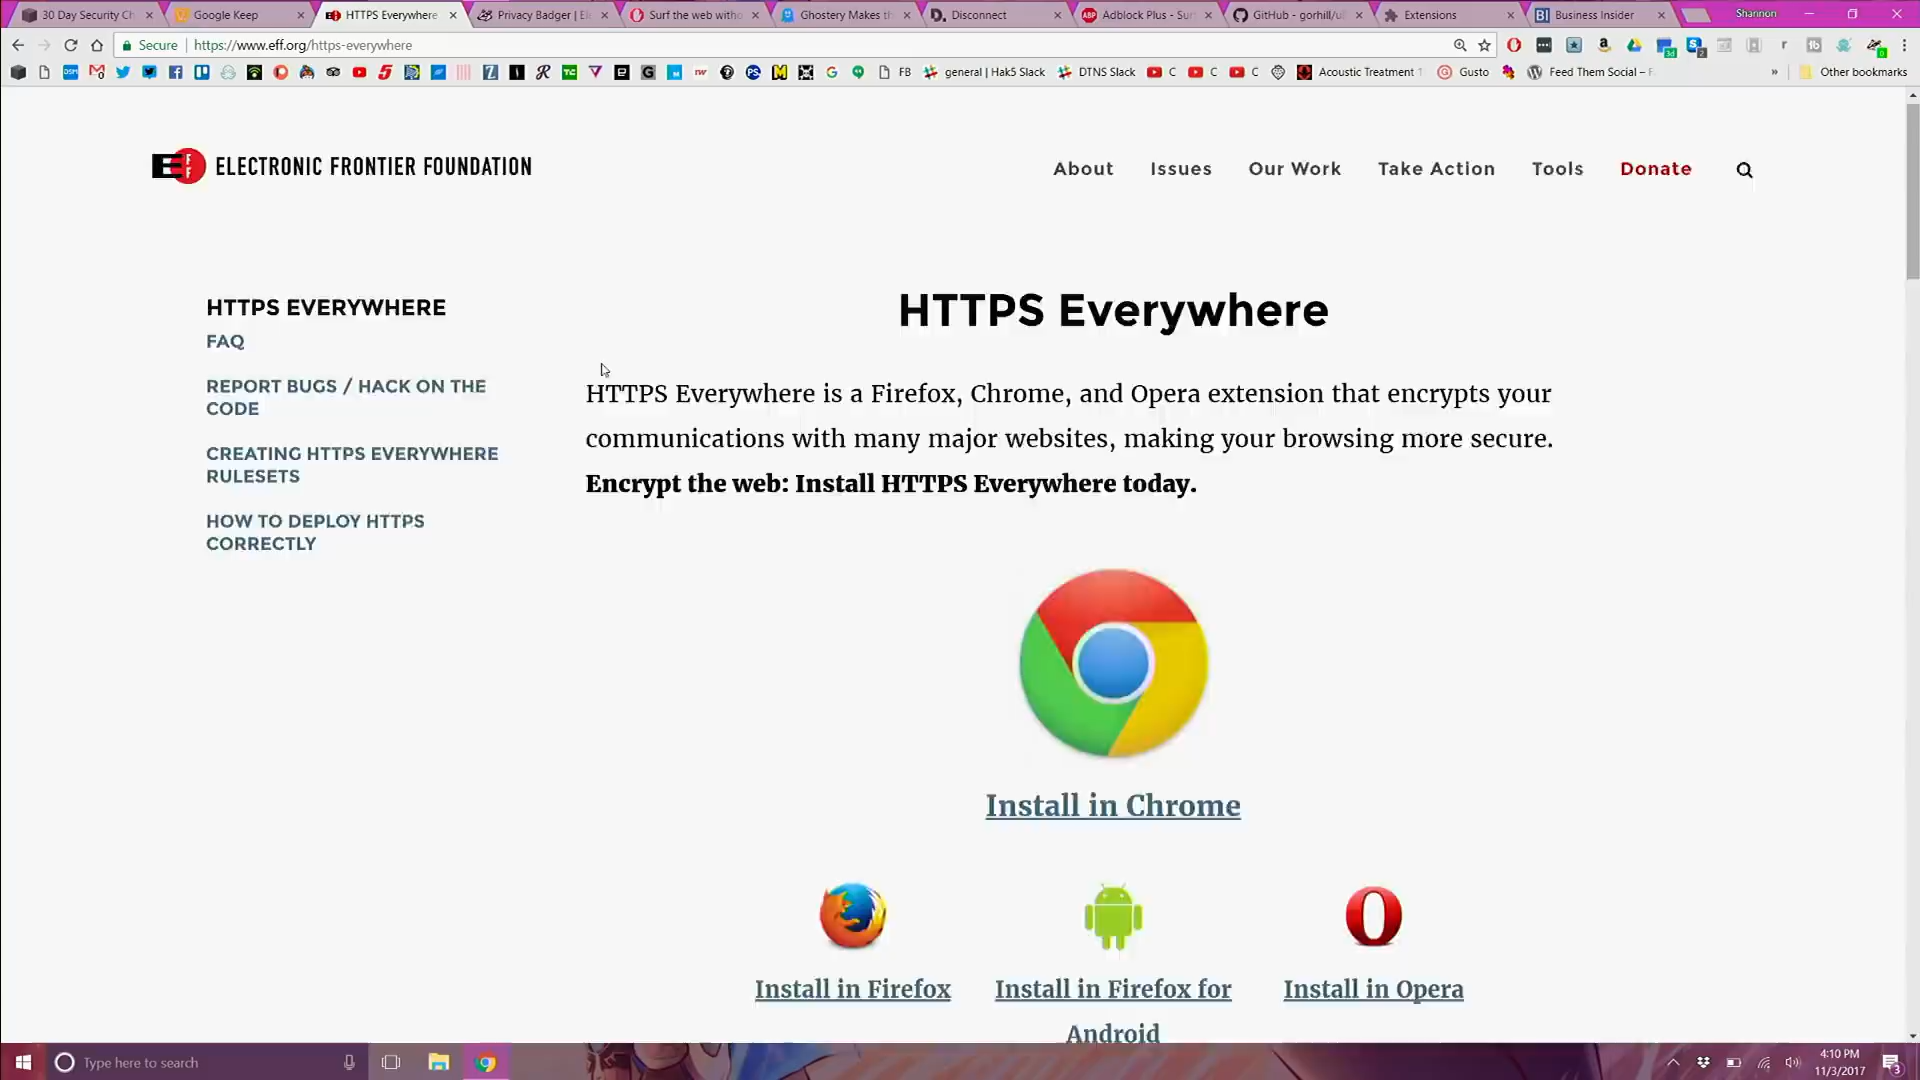 30 Day Security Ch
Google Keep
HTTPS Everywhere
Privacy Badger | Ele
Surf the web witho
Ghostery Makes th
Disconnect
Adblock Plus - Sur
GitHub - gorhill/u
Extensions
Business Insider
Shannon
Secure
https://www.eff.org/https-everywhere
FB
general | Hak5 Slack
DTNS Slack
C
C
C
Acoustic Treatment
Gusto
Feed Them Social – F
»
Other bookmarks
ELECTRONIC FRONTIER FOUNDATION
About Issues Our Work Take Action Tools Donate
HTTPS EVERYWHERE
FAQ
REPORT BUGS / HACK ON THE
CODE
CREATING HTTPS EVERYWHERE
RULESETS
HOW TO DEPLOY HTTPS
CORRECTLY
HTTPS Everywhere
HTTPS Everywhere is a Firefox, Chrome, and Opera extension that encrypts your
communications with many major websites, making your browsing more secure.
Encrypt the web: Install HTTPS Everywhere today.
Install in Chrome
Install in Firefox
Install in Firefox for
Android
Install in Opera
Type here to search
4:10 PM
11/3/2017